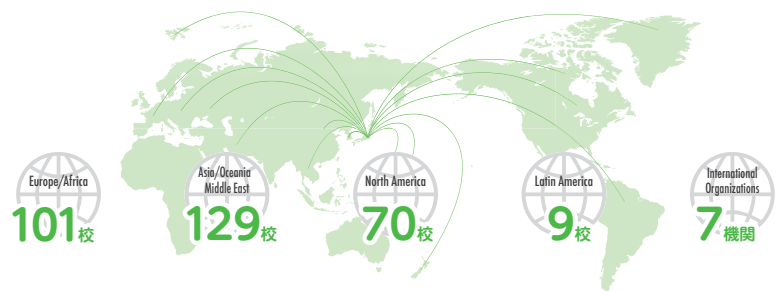 Europe/Africa
101校
Asia/Oceania
Middle East
129校
North America
70校
Latin America
9校
International
Organizations
7機関